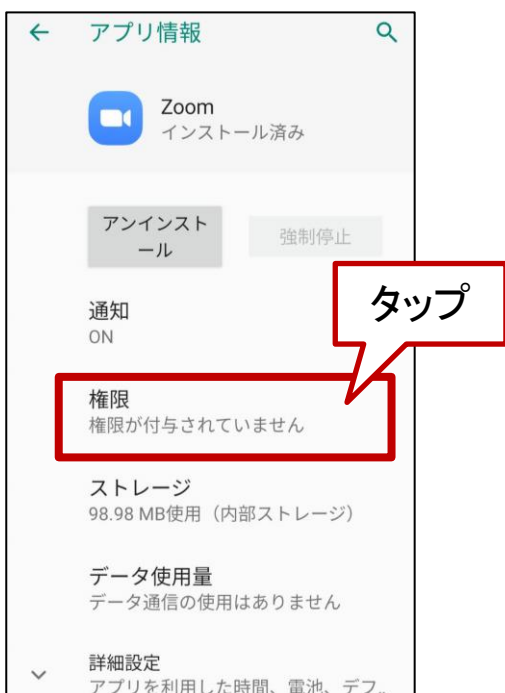 アプリ情報
Zoom
インストール済み
アンインスト
ール
強制停止
タップ
通知
ON
権限
権限が付与されていません
ストレージ
98.98 MB使用（内部ストレージ）
データ使用量
データ通信の使用はありません
詳細設定
アプリを利用した時間、電池、デフ..